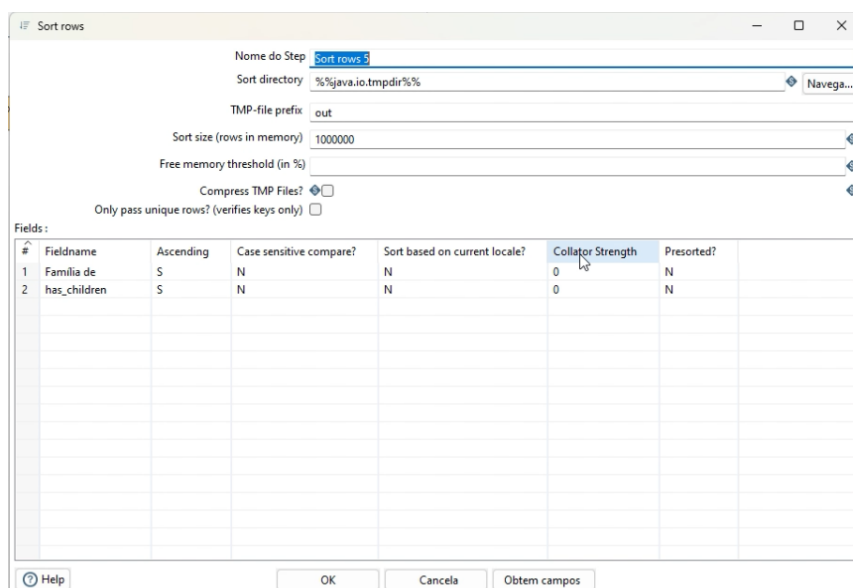 Sort rows
Nome do Step Sort rows 5
Sort directory %%java.io.tmpdir%% Navega...
TMP-file prefix out
Sort size (rows in memory) 1000000
Free memory threshold (in %)
Compress TMP Files?
Only pass unique rows? (verifies keys only)
Fields :
# Fieldname Ascending Case sensitive compare? Sort based on current locale? Collator Strength Presorted?
1 Família de S N N 0 N
2 has_children S N N 0 N
Help OK Cancela Obtem campos